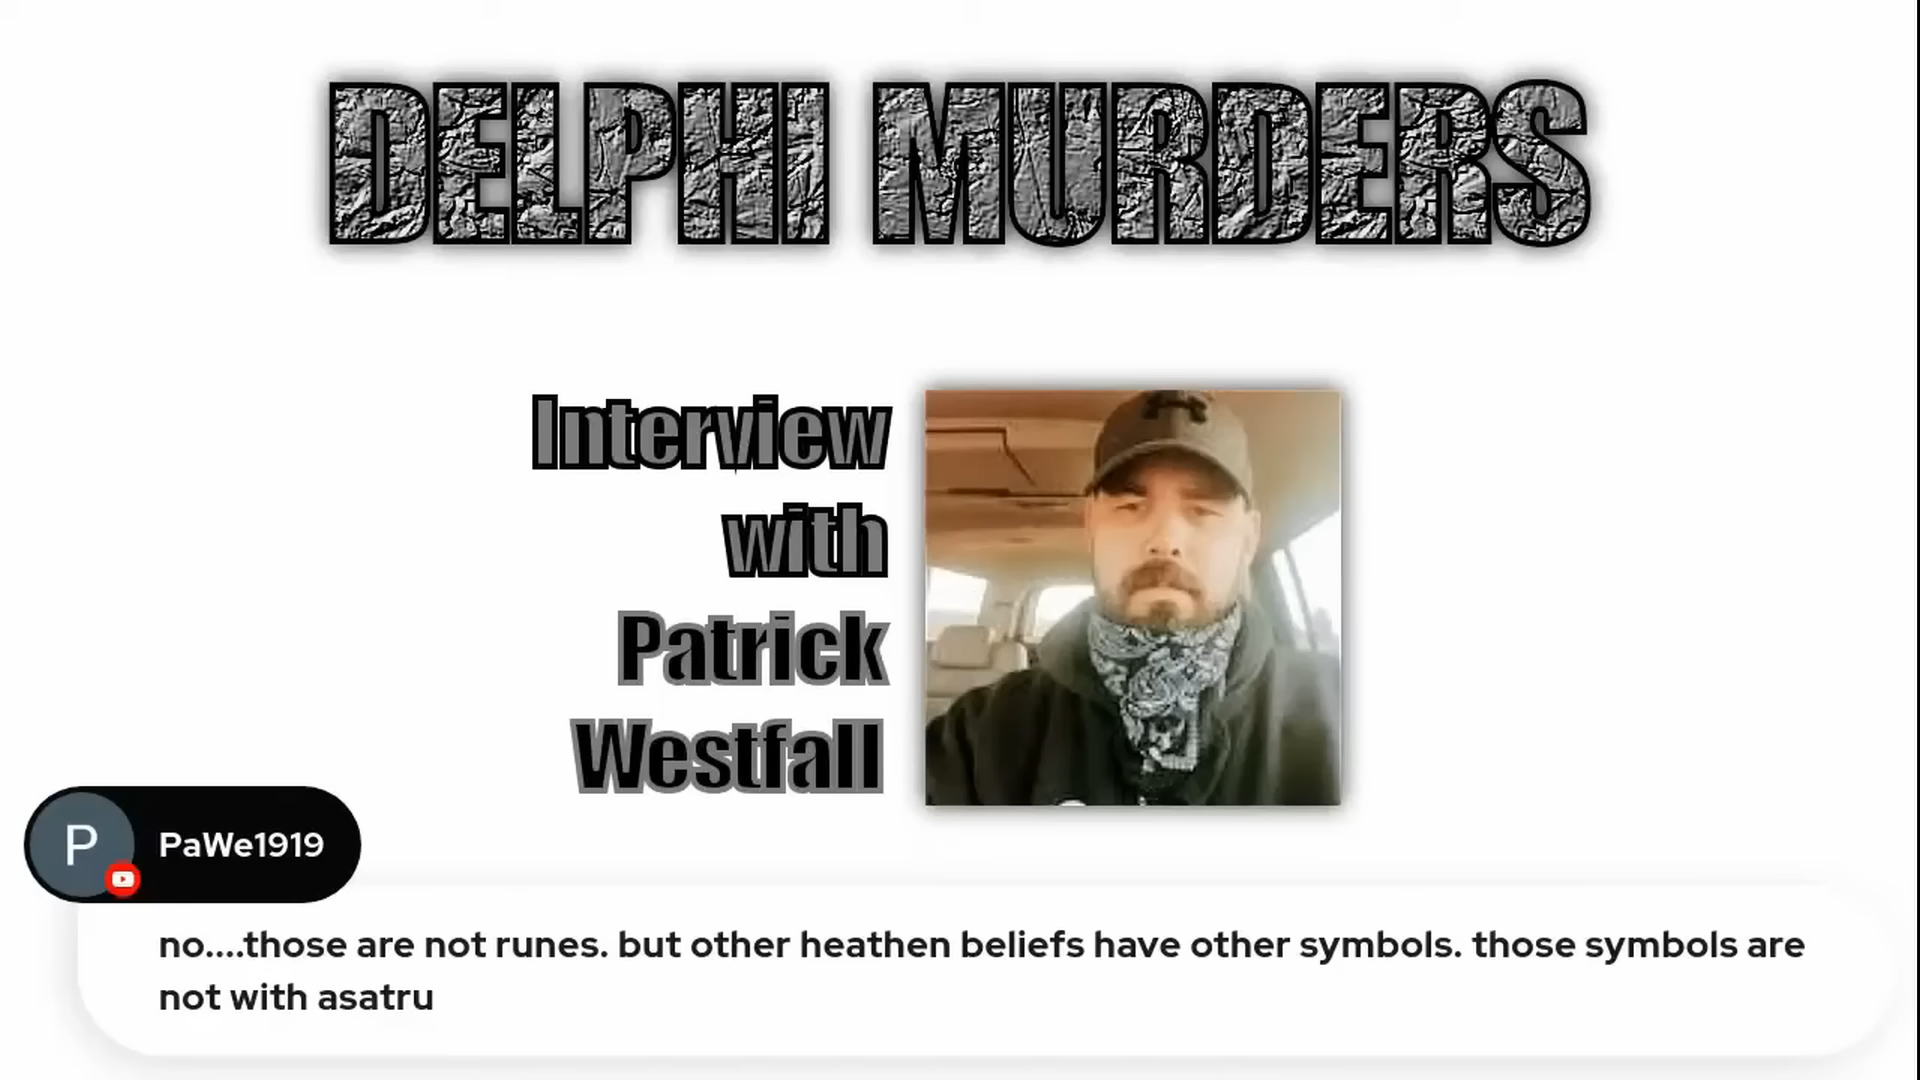 DELPHI MURDERS
Interview
with
Patrick
Westfall
P
PaWe1919
no....those are not runes. but other heathen beliefs have other symbols. those symbols are
not with asatru